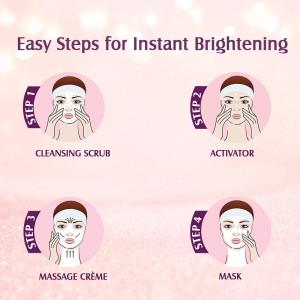 Easy Steps for Instant Brightening
STEP 1
CLEANSING SCRUB
STEP 2
ACTIVATOR
STEP 3
MASSAGE CRÈME
STEP 4
MASK